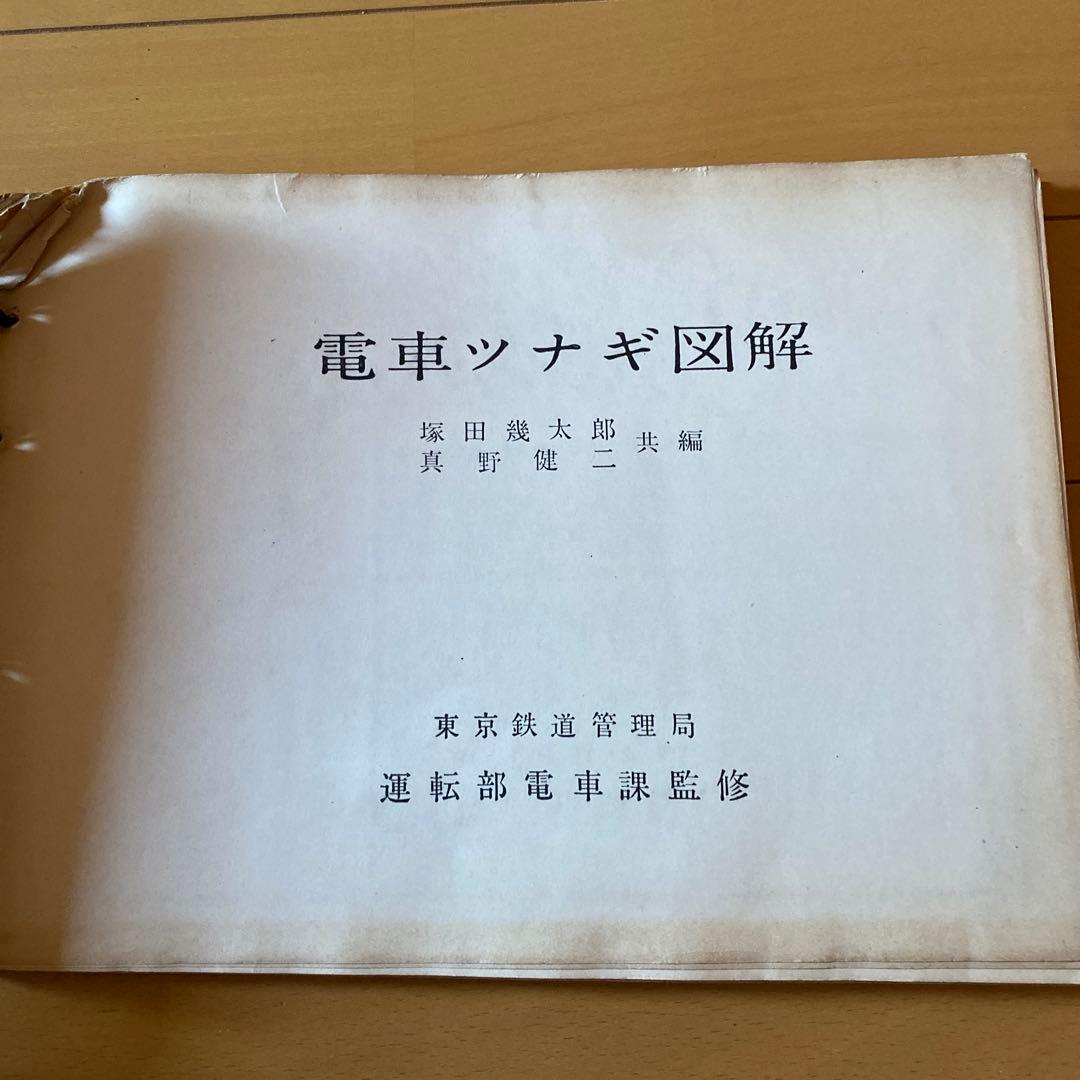 電車ツナギ図解
塚田幾太郎
真野健二
共編
東京鉄道管理局
運転部電車課監修